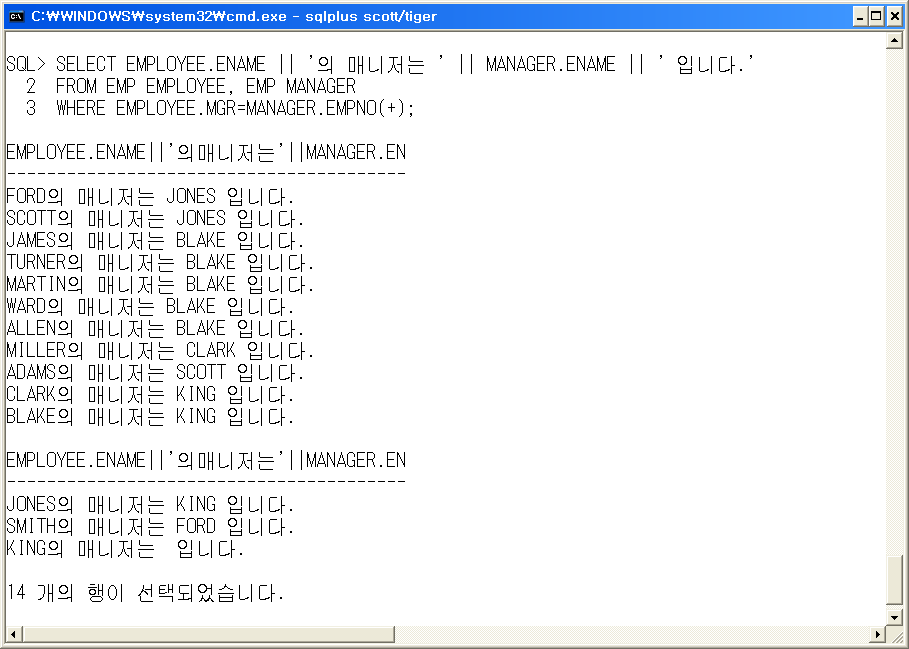 C:₩WINDOWS₩system32₩cmd.exe - sqlplus scott/tiger
SQL> SELECT EMPLOYEE.ENAME || '의 매니저는 ' || MANAGER.ENAME || ' 입니다.'
2 FROM EMP EMPLOYEE, EMP MANAGER
3 WHERE EMPLOYEE.MGR=MANAGER.EMPNO(+);
EMPLOYEE.ENAME||'의매니저는'||MANAGER.EN
----------------------------------------
FORD의 매니저는 JONES 입니다.
SCOTT의 매니저는 JONES 입니다.
JAMES의 매니저는 BLAKE 입니다.
TURNER의 매니저는 BLAKE 입니다.
MARTIN의 매니저는 BLAKE 입니다.
WARD의 매니저는 BLAKE 입니다.
ALLEN의 매니저는 BLAKE 입니다.
MILLER의 매니저는 CLARK 입니다.
ADAMS의 매니저는 SCOTT 입니다.
CLARK의 매니저는 KING 입니다.
BLAKE의 매니저는 KING 입니다.
EMPLOYEE.ENAME||'의매니저는'||MANAGER.EN
----------------------------------------
JONES의 매니저는 KING 입니다.
SMITH의 매니저는 FORD 입니다.
KING의 매니저는  입니다.
14 개의 행이 선택되었습니다.